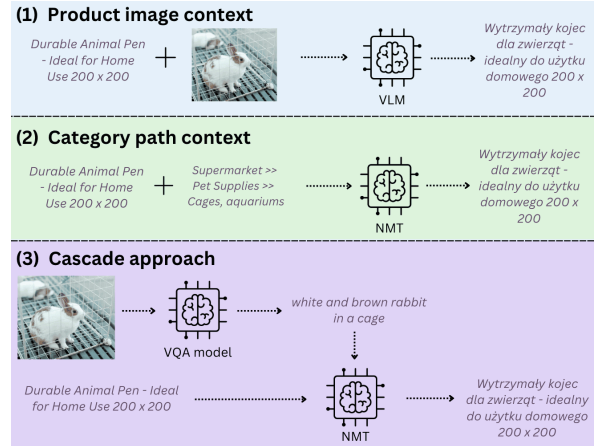 (1) Product image context
Durable Animal Pen
- Ideal for Home
Use 200 x 200
+
VLM
Wytrzymały kojec
dla zwierząt -
idealny do użytku
domowego 200 x
200
(2) Category path context
Durable Animal Pen
- Ideal for Home
Use 200 x 200
+
Supermarket >>
Pet Supplies >>
Cages, aquariums
NMT
Wytrzymały kojec
dla zwierząt -
idealny do użytku
domowego 200 x
200
(3) Cascade approach
VQA model
white and brown rabbit
in a cage
Durable Animal Pen - Ideal
for Home Use 200 x 200
NMT
Wytrzymały kojec
dla zwierząt - idealny
do użytku domowego
200 x 200